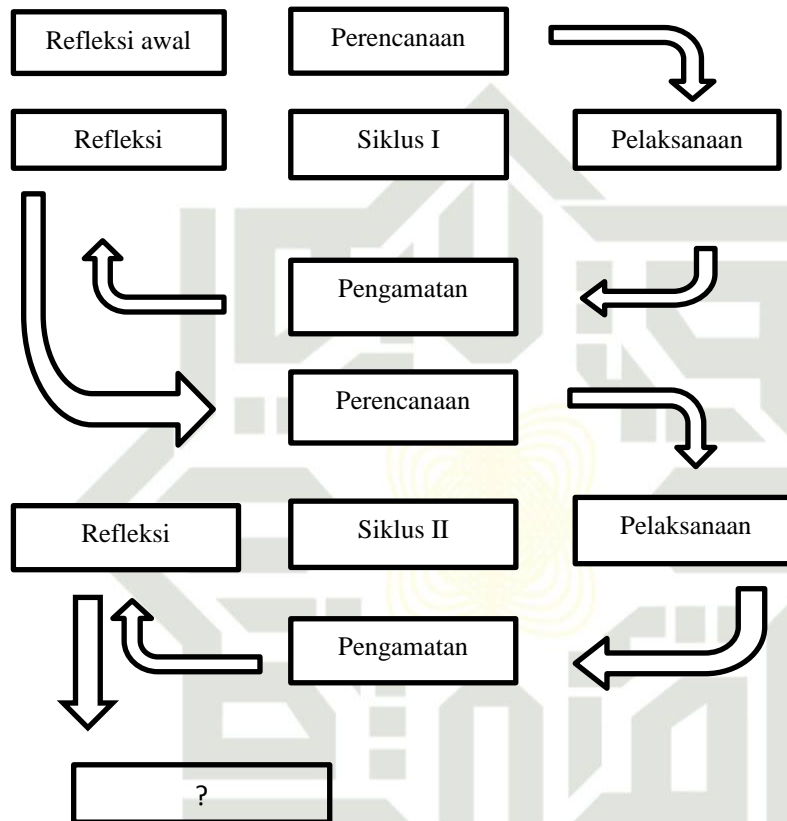 Refleksi awal
Perencanaan
Refleksi
Siklus I
Pelaksanaan
Pengamatan
Perencanaan
Refleksi
Siklus II
Pelaksanaan
Pengamatan
?